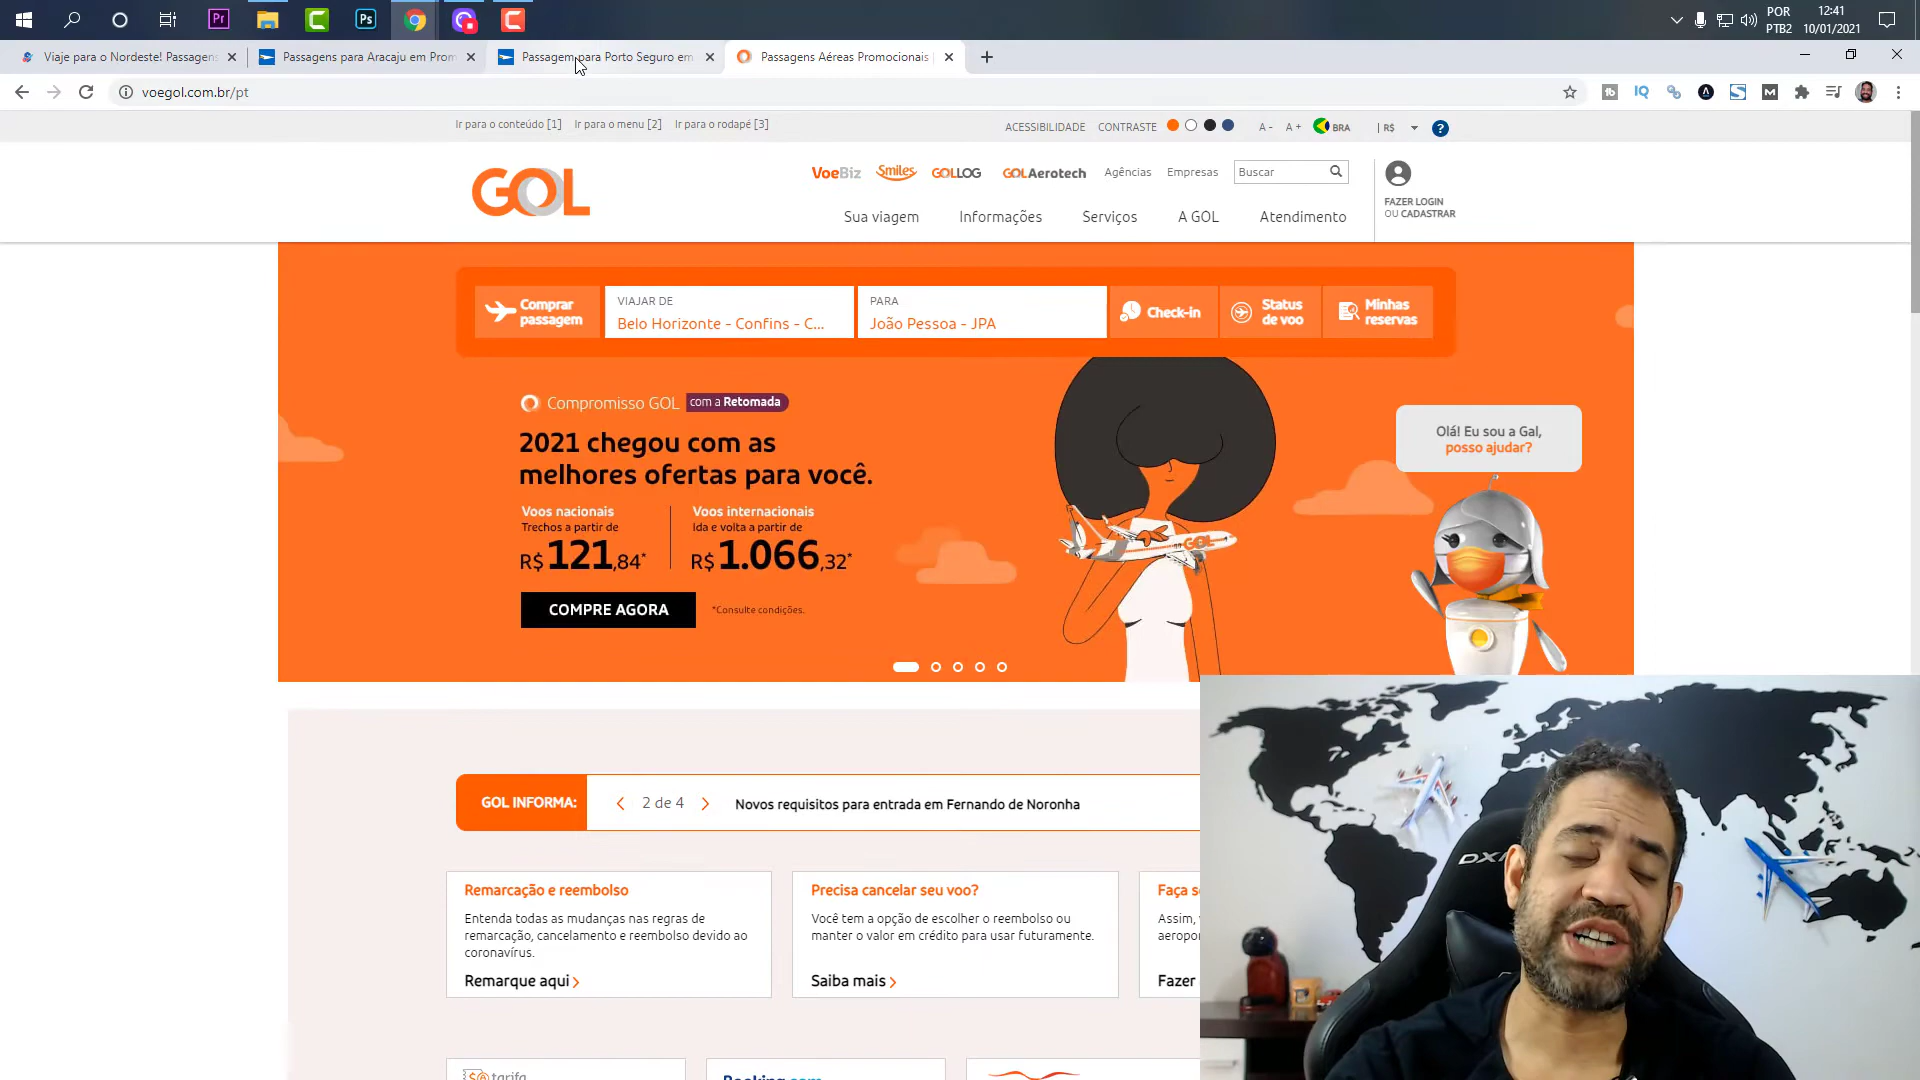 POR
PTB2
12:41
10/01/2021
Viaje para o Nordeste! Passagens
Passagens para Aracaju em Prom
Passagem para Porto Seguro em
Passagens Aéreas Promocionais
voegol.com.br/pt
Ir para o conteúdo [1] Ir para o menu [2] Ir para o rodapé [3]
ACESSIBILIDADE CONTRASTE A - A + BRA | R$ ?
GOL
VoeBiz Smiles GOLLOG GOLAerotech Agências Empresas Buscar
FAZER LOGIN
OU CADASTRAR
Sua viagem Informações Serviços A GOL Atendimento
Comprar
passagem
VIAJAR DE
Belo Horizonte - Confins - C...
PARA
João Pessoa - JPA
Check-in
Status
de voo
Minhas
reservas
Compromisso GOL com a Retomada
2021 chegou com as
melhores ofertas para você.
Voos nacionais
Trechos a partir de
R$ 121,84*
Voos internacionais
Ida e volta a partir de
R$ 1.066,32*
COMPRE AGORA
*Consulte condições.
GOL
Olá! Eu sou a Gal,
posso ajudar?
GOL INFORMA:
2 de 4
Novos requisitos para entrada em Fernando de Noronha
Remarcação e reembolso
Entenda todas as mudanças nas regras de
remarcação, cancelamento e reembolso devido ao
coronavírus.
Remarque aqui
Precisa cancelar seu voo?
Você tem a opção de escolher o reembolso ou
manter o valor em crédito para usar futuramente.
Saiba mais
Faça s
Assim,
aeropor
Fazer
tarifa
Booking.com